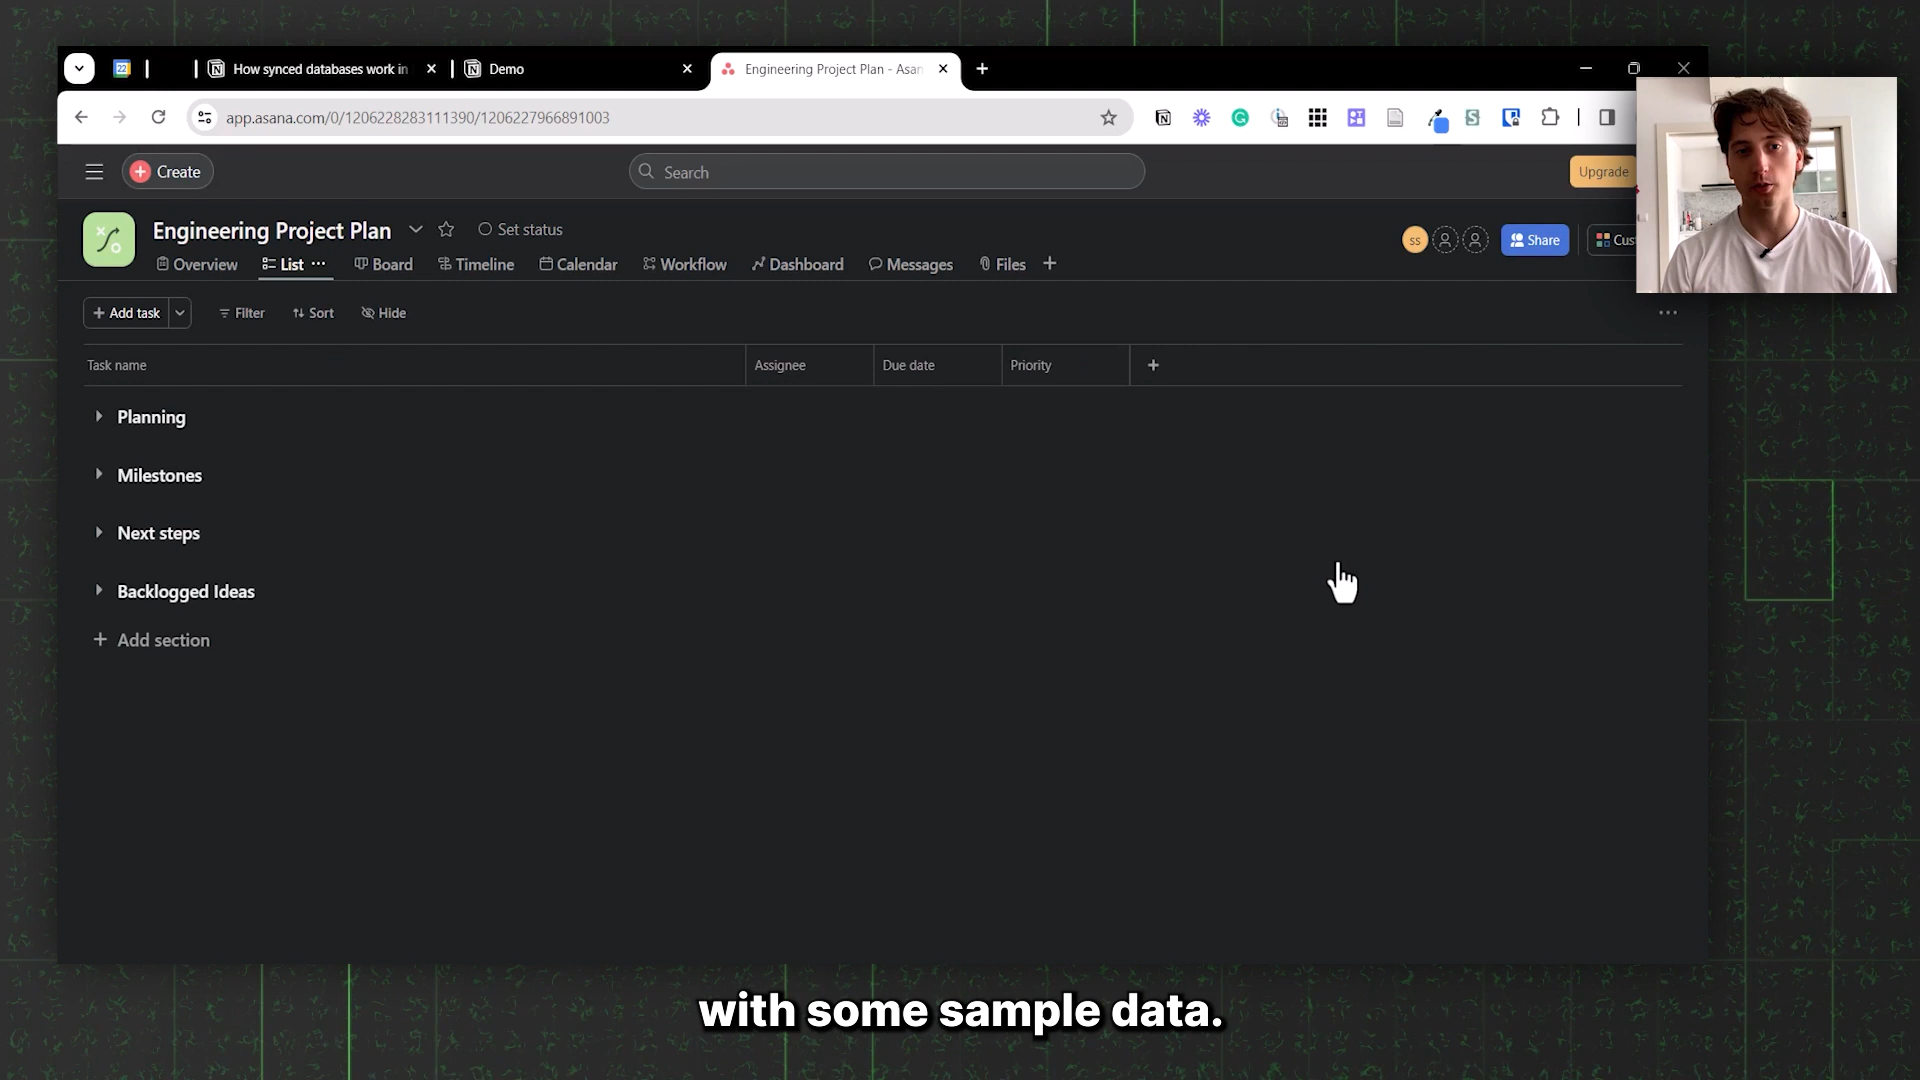 22
How synced databases work in
Demo
Engineering Project Plan - Asan
app.asana.com/0/1206228283111390/1206227966891003
Create
Search
Upgrade
Engineering Project Plan
Set status
ss
Share
Cust
Overview
List
Board
Timeline
Calendar
Workflow
Dashboard
Messages
Files
Add task
Filter
Sort
Hide
Task name
Assignee
Due date
Priority
Planning
Milestones
Next steps
Backlogged Ideas
Add section
with some sample data.